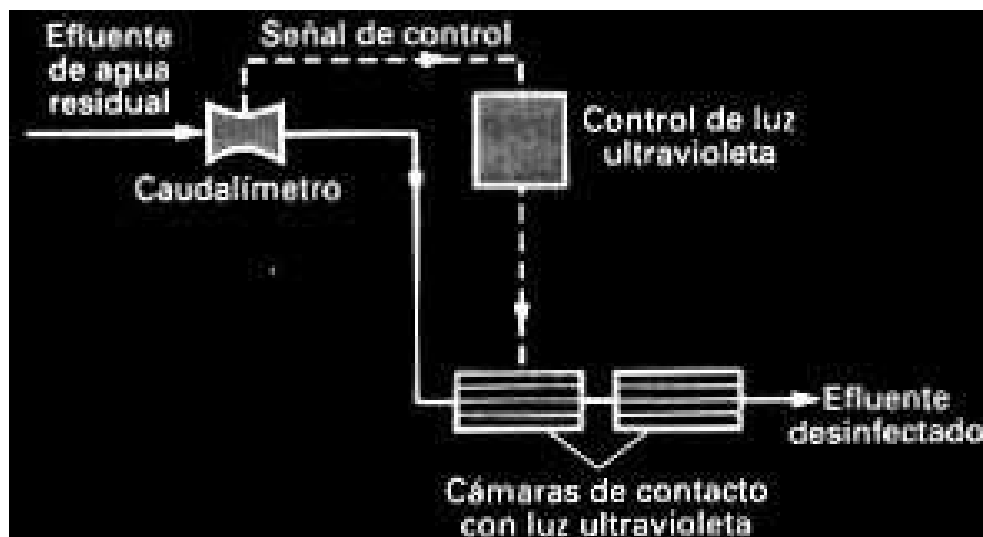 Efluente
de agua
residual
Señal de control
Control de luz
ultravioleta
Caudalímetro
Efluente
desinfectado
Cámaras de contacto
con luz ultravioleta